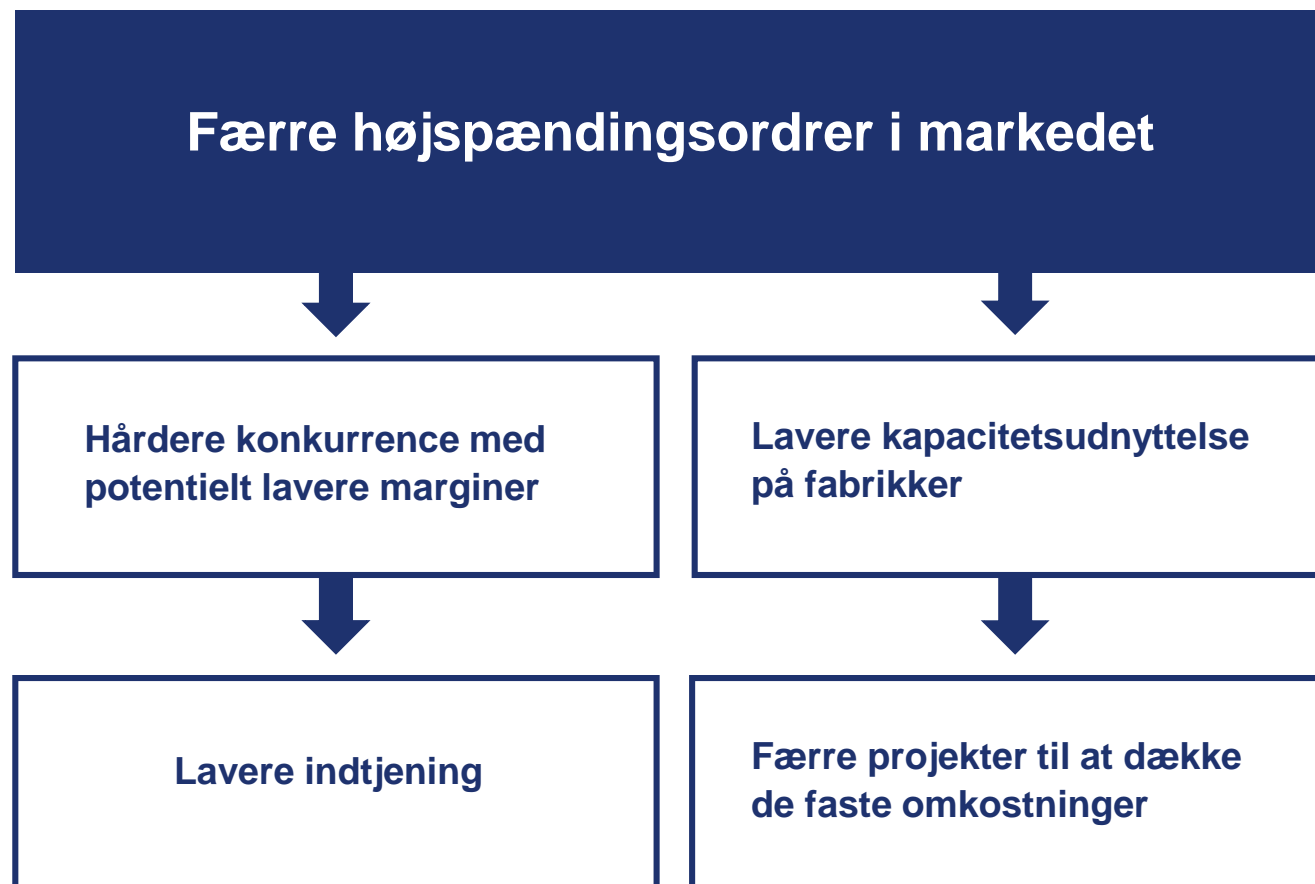 Færre højspændingsordrer i markedet
Hårdere konkurrence med
potentielt lavere marginer
Lavere kapacitetsudnyttelse
på fabrikker
Lavere indtjening
Færre projekter til at dække
de faste omkostninger